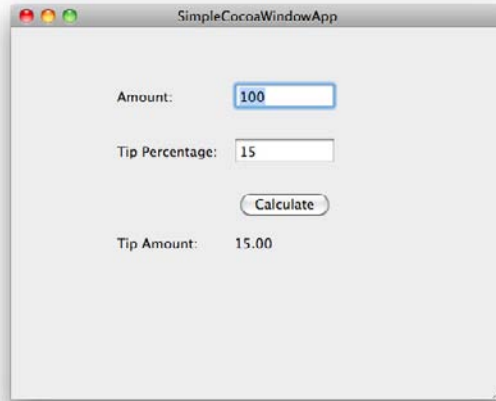 SimpleCocoaWindowApp
Amount: 100
Tip Percentage: 15
Calculate
Tip Amount: 15.00